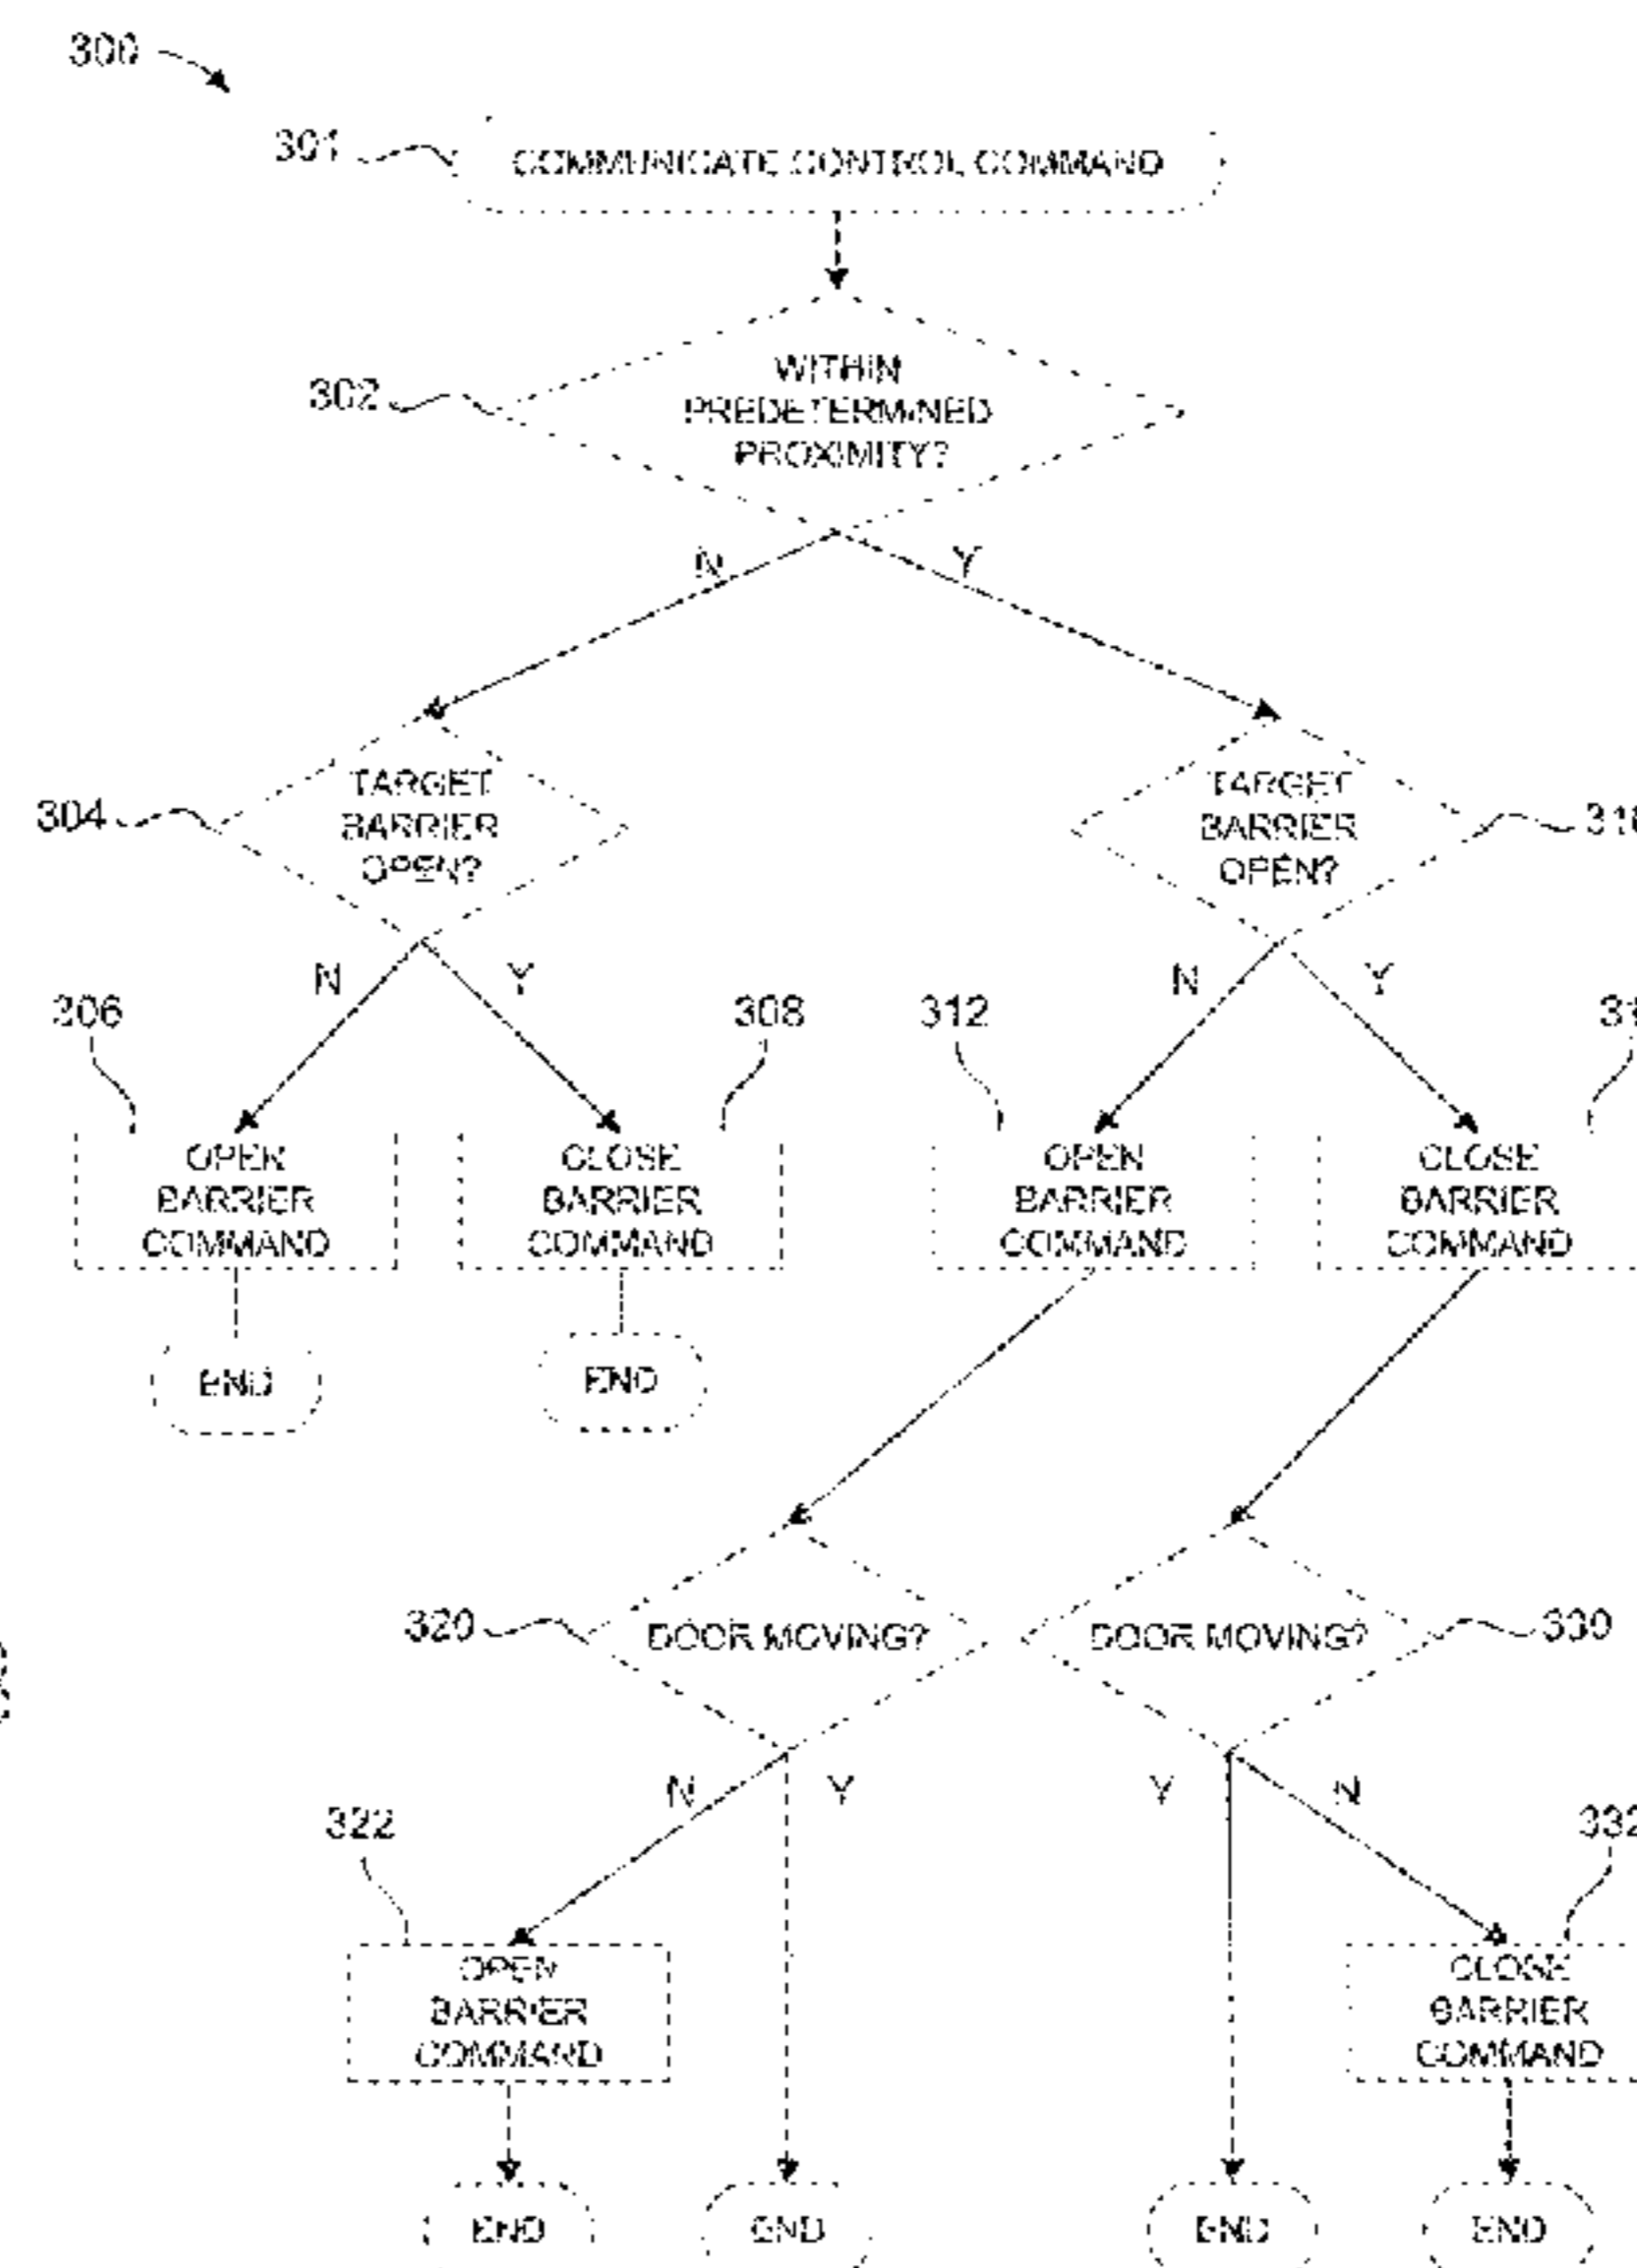 300
301
COMMUNICATE CONTROL COMMAND
302
WITHIN
PREDETERMINED
PROXIMITY?
N
Y
304
TARGET
BARRIER
OPEN?
TARGET
BARRIER
OPEN?
N
Y
N
Y
306
308
312
OPEN
BARRIER
COMMAND
CLOSE
BARRIER
COMMAND
OPEN
BARRIER
COMMAND
CLOSE
BARRIER
COMMAND
END
END
320
DOOR MOVING?
DOOR MOVING?
330
N
Y
Y
N
322
332
OPEN
BARRIER
COMMAND
CLOSE
BARRIER
COMMAND
END
END
END
END